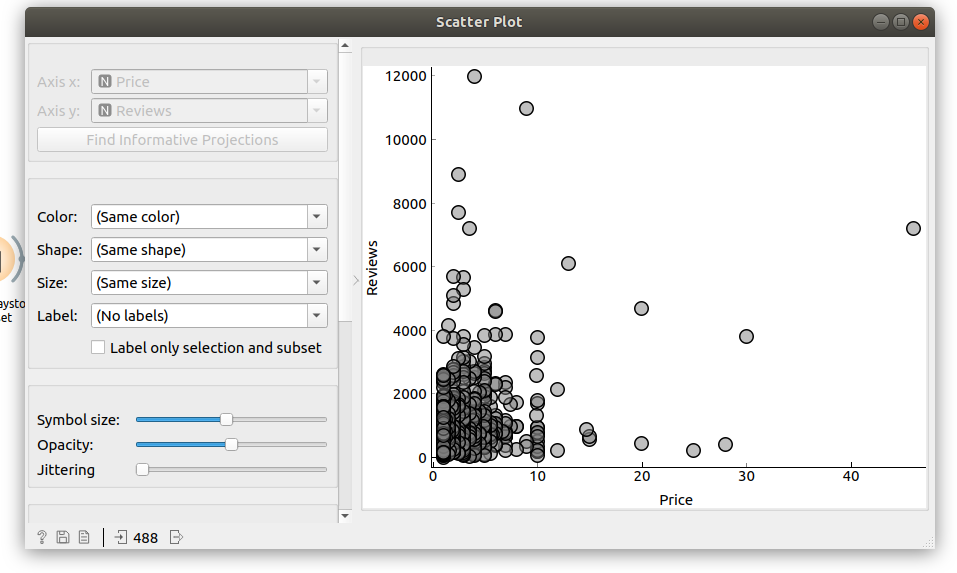 Scatter Plot
Axis x: N Price
Axis y: N Reviews
Find Informative Projections
Color: (Same color)
Shape: (Same shape)
Size: (Same size)
Label: (No labels)
Label only selection and subset
Symbol size:
Opacity:
Jittering
? 488
Reviews
12000
10000
8000
6000
4000
2000
0
0 10 20 30 40
Price
aysto
et